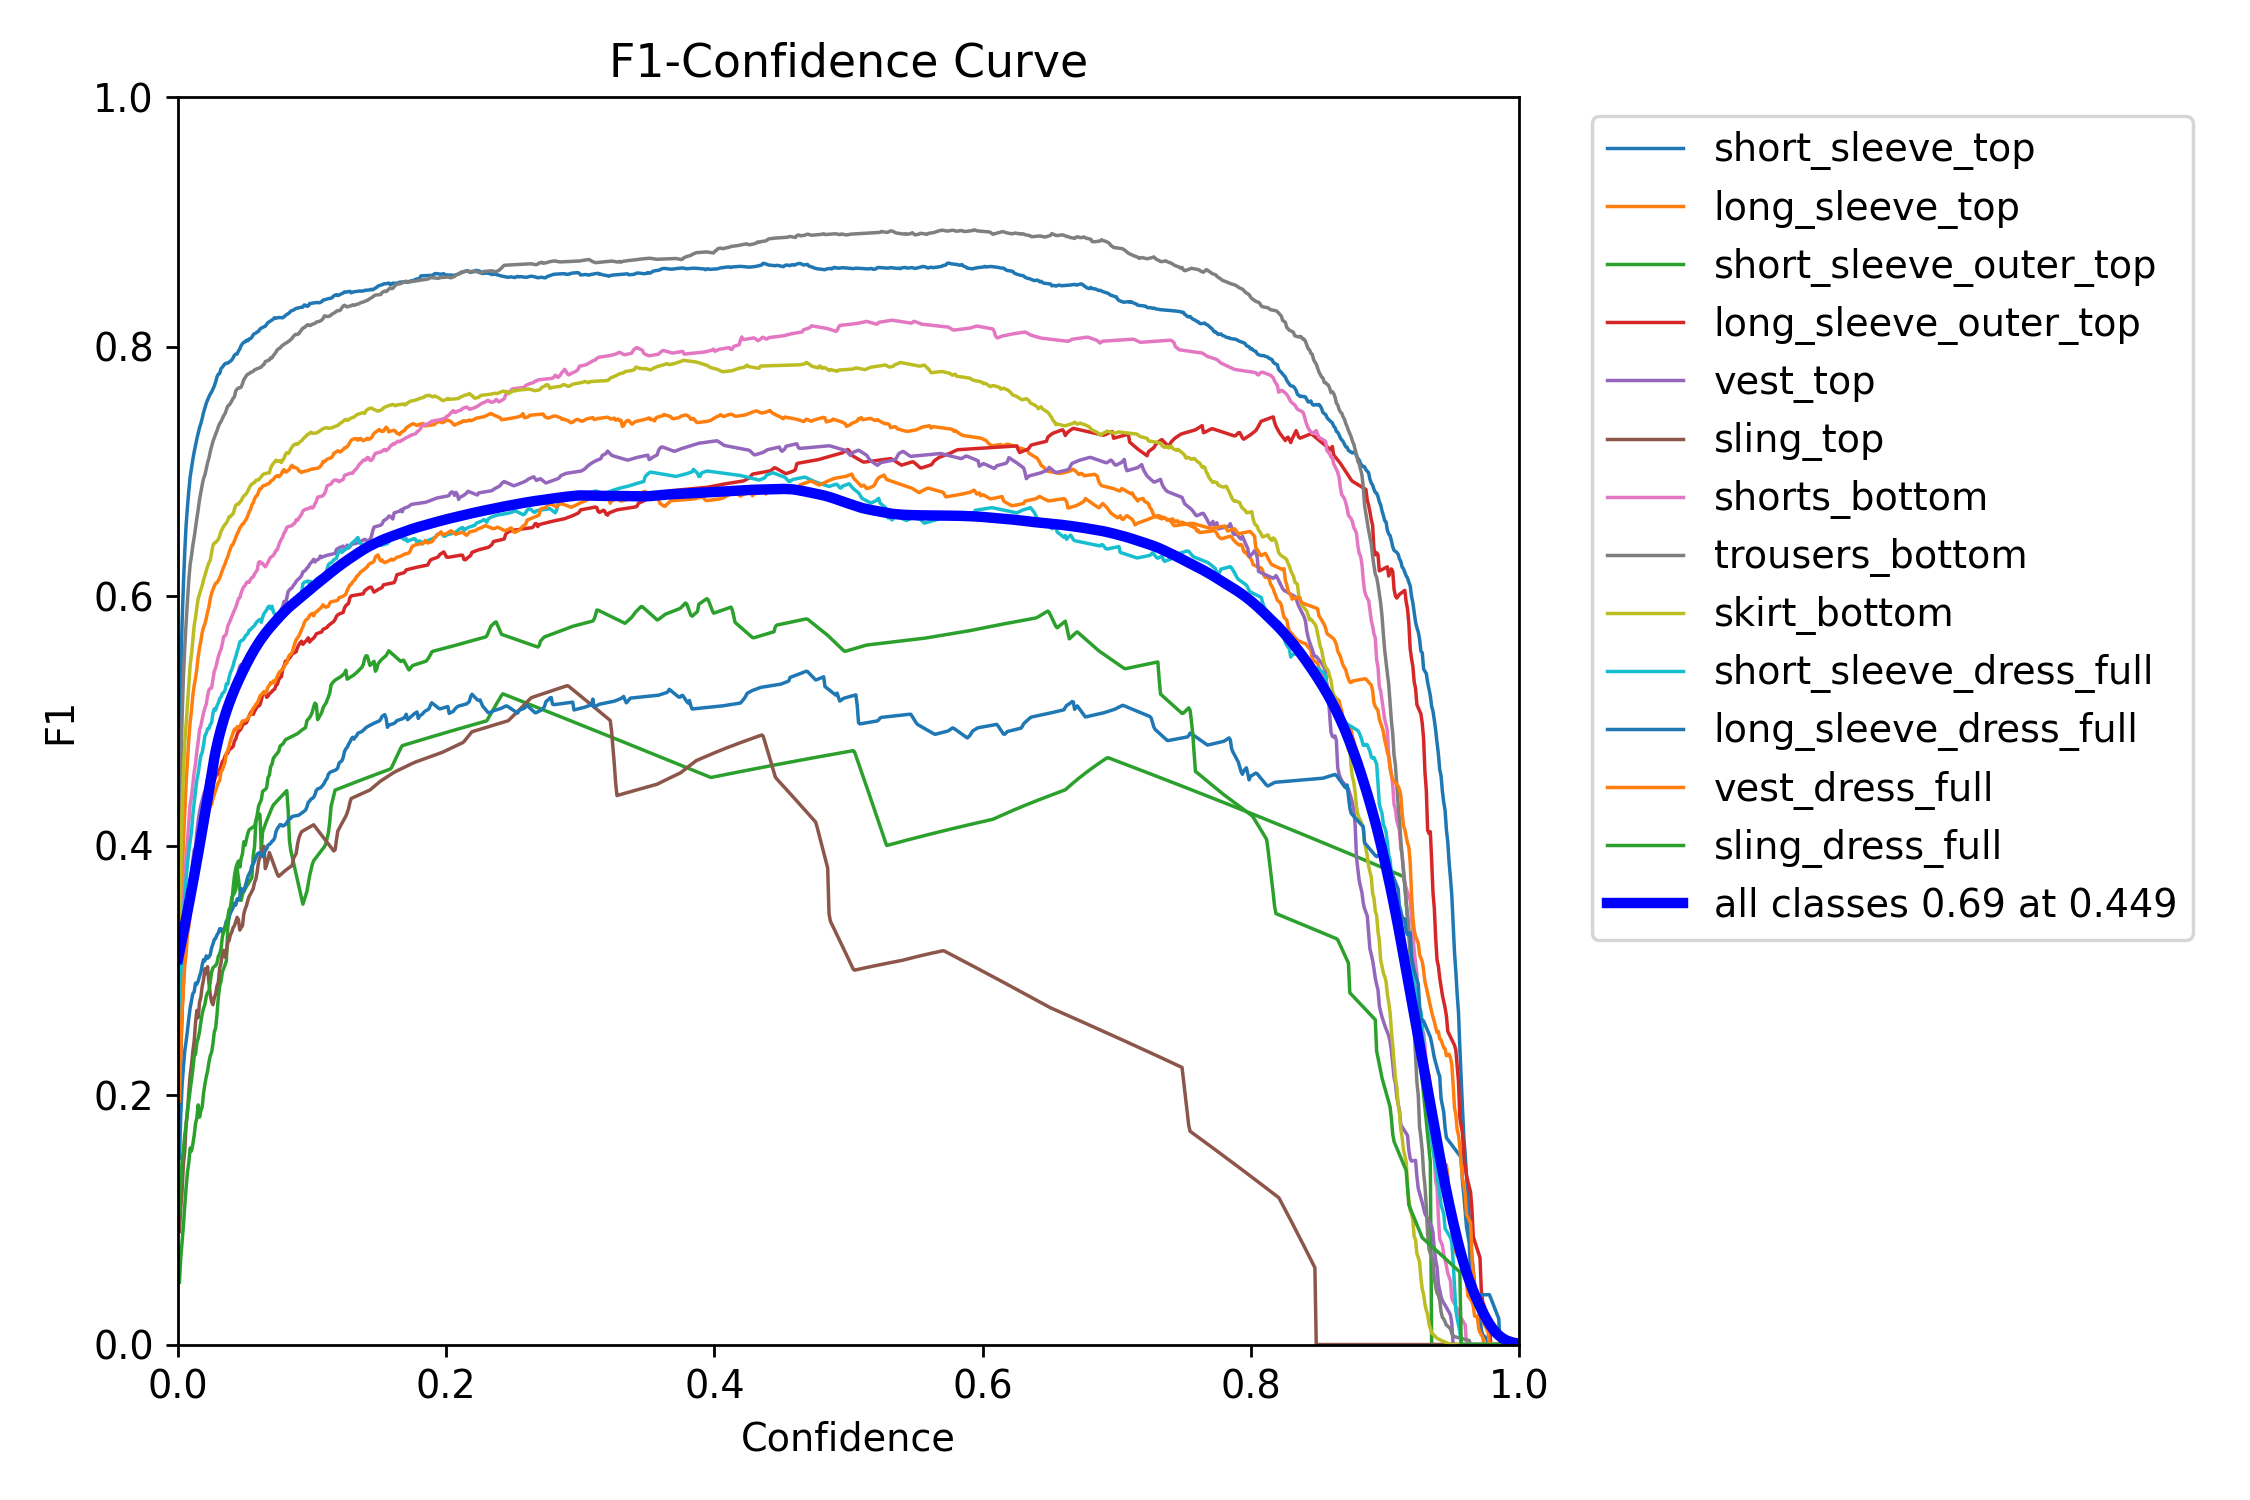 F1-Confidence Curve
1.0
0.8
0.6
0.4
0.2
0.0
F1
0.0 0.2 0.4 0.6 0.8 1.0
Confidence
short_sleeve_top
long_sleeve_top
short_sleeve_outer_top
long_sleeve_outer_top
vest_top
sling_top
shorts_bottom
trousers_bottom
skirt_bottom
short_sleeve_dress_full
long_sleeve_dress_full
vest_dress_full
sling_dress_full
all classes 0.69 at 0.449